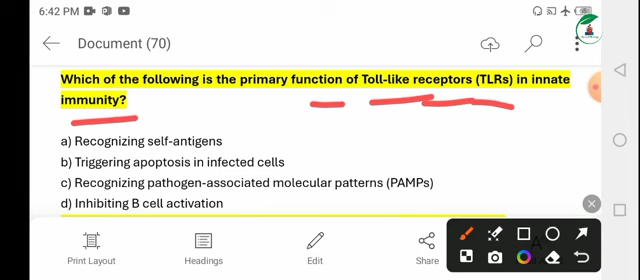 6:42 PM
Document (70)
Which of the following is the primary function of Toll-like receptors (TLRs) in innate
immunity?
a) Recognizing self-antigens
b) Triggering apoptosis in infected cells
c) Recognizing pathogen-associated molecular patterns (PAMPs)
d) Inhibiting B cell activation
Print Layout
Headings
Edit
Share